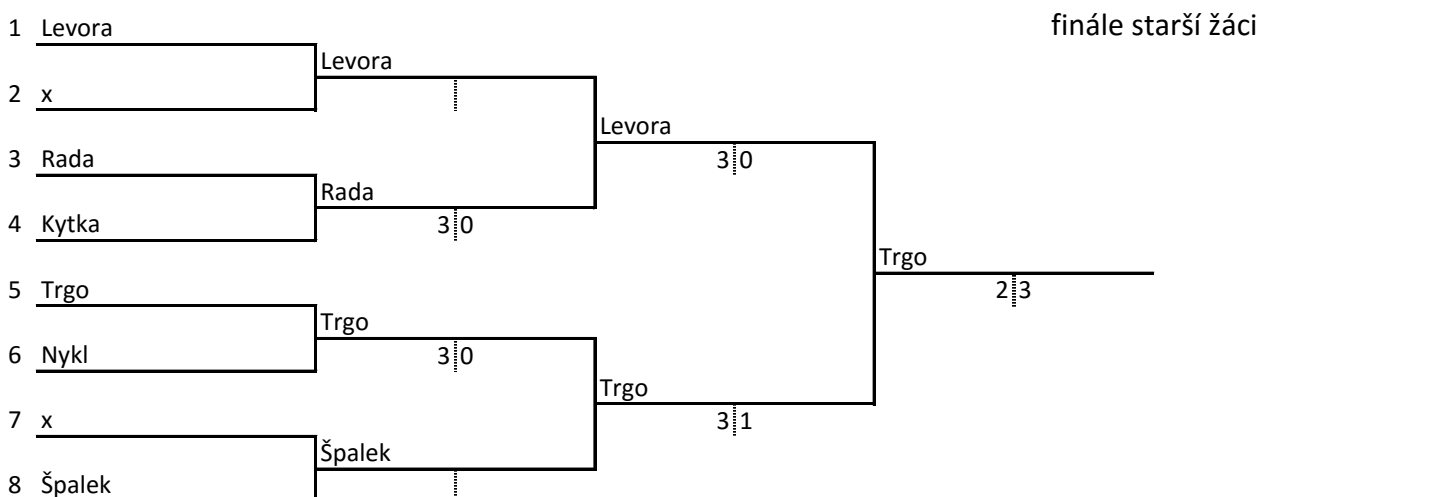 finále starší žáci
1 Levora
Levora
2 x
Levora
3 Rada
3 0
Rada
4 Kytka
3 0
Trgo
5 Trgo
2 3
Trgo
6 Nykl
3 0
Trgo
7 x
3 1
Špalek
8 Špalek